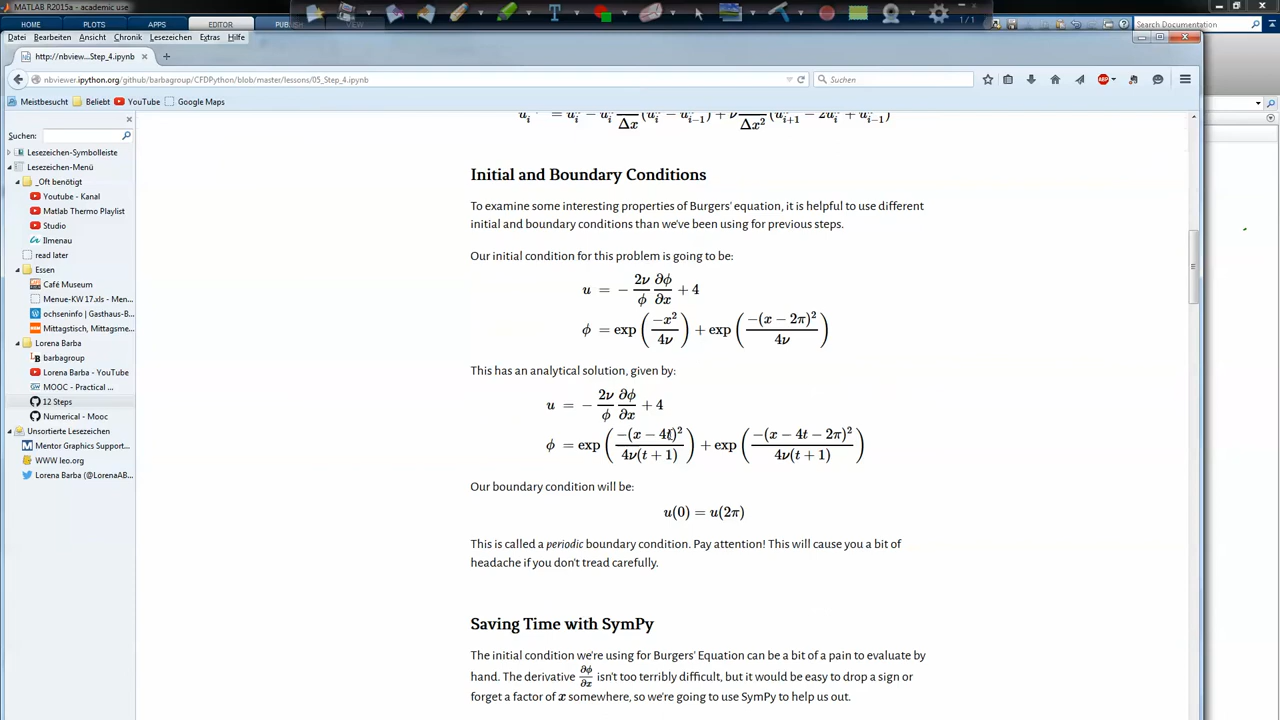 MATLAB R2015a - academic use
HOME PLOTS APPS EDITOR PUBLISH 1/1 Search Documentation
Datei Bearbeiten Ansicht Chronik Lesezeichen Extras Hilfe
http://nbview...Step_4.ipynb
nbviewer.ipython.org/github/barbagroup/CFDPython/blob/master/lessons/05_Step_4.ipynb Suchen
Meistbesucht Beliebt YouTube Google Maps
Suchen:
Lesezeichen-Symbolleiste
Lesezeichen-Menü
_Oft benötigt
Youtube - Kanal
Matlab Thermo Playlist
Studio
Ilmenau
read later
Essen
Café Museum
Menue-KW 17.xls - Men...
ochseninfo | Gasthaus-B...
Mittagstisch, Mittagsme...
Lorena Barba
barbagroup
Lorena Barba - YouTube
MOOC - Practical ...
12 Steps
Numerical - Mooc
Unsortierte Lesezeichen
Mentor Graphics Support...
WWW leo.org
Lorena Barba (@LorenaAB...
Initial and Boundary Conditions
To examine some interesting properties of Burgers' equation, it is helpful to use different
initial and boundary conditions than we've been using for previous steps.
Our initial condition for this problem is going to be:
u = − 2ν/ϕ ∂ϕ/∂x + 4
ϕ = exp(−x²/4ν) + exp(−(x − 2π)²/4ν)
This has an analytical solution, given by:
u = − 2ν/ϕ ∂ϕ/∂x + 4
ϕ = exp(−(x − 4t)²/4ν(t + 1)) + exp(−(x − 4t − 2π)²/4ν(t + 1))
Our boundary condition will be:
u(0) = u(2π)
This is called a periodic boundary condition. Pay attention! This will cause you a bit of
headache if you don't tread carefully.
Saving Time with SymPy
The initial condition we're using for Burgers' Equation can be a bit of a pain to evaluate by
hand. The derivative ∂ϕ/∂x isn't too terribly difficult, but it would be easy to drop a sign or
forget a factor of x somewhere, so we're going to use SymPy to help us out.